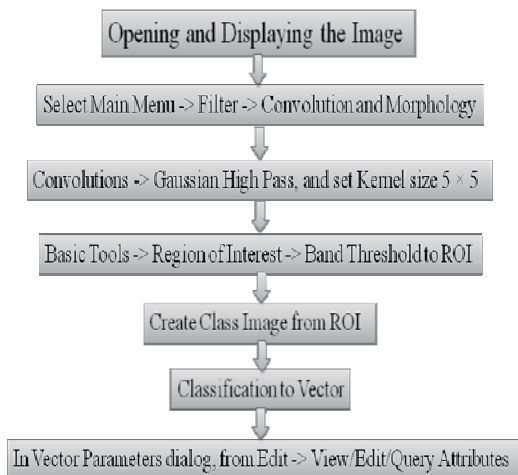 Opening and Displaying the Image
Select Main Menu -> Filter -> Convolution and Morphology
Convolutions -> Gaussian High Pass, and set Kernel size 5 × 5
Basic Tools -> Region of Interest -> Band Threshold to ROI
Create Class Image from ROI
Classification to Vector
In Vector Parameters dialog, from Edit -> View/Edit/Query Attributes